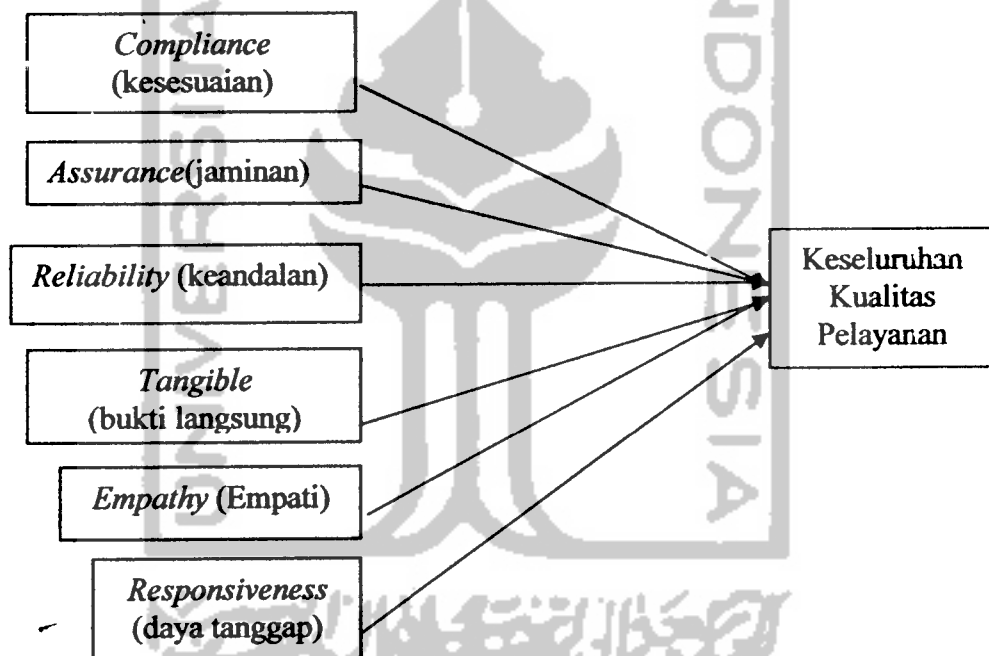 Compliance
(kesesuaian)
Assurance(jaminan)
Reliability (keandalan)
Tangible
(bukti langsung)
Empathy (Empati)
Responsiveness
(daya tanggap)
Keseluruhan
Kualitas
Pelayanan